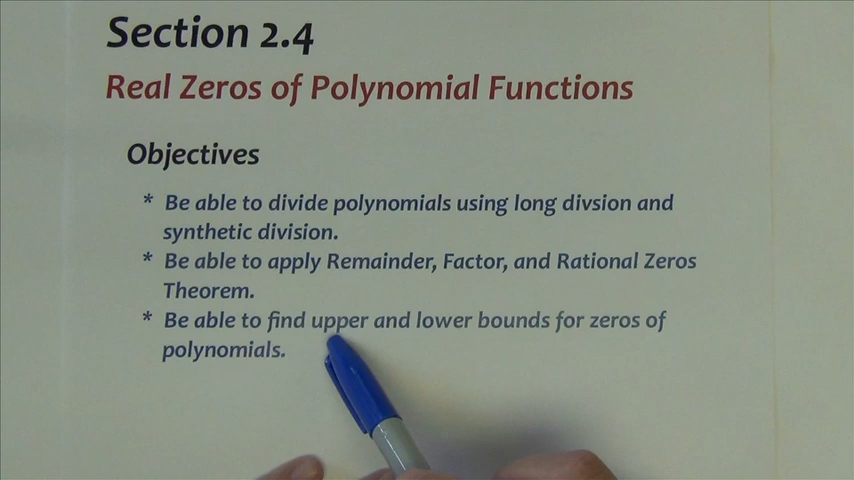 Section 2.4
Real Zeros of Polynomial Functions
Objectives
* Be able to divide polynomials using long divsion and
synthetic division.
* Be able to apply Remainder, Factor, and Rational Zeros
Theorem.
* Be able to find upper and lower bounds for zeros of
polynomials.